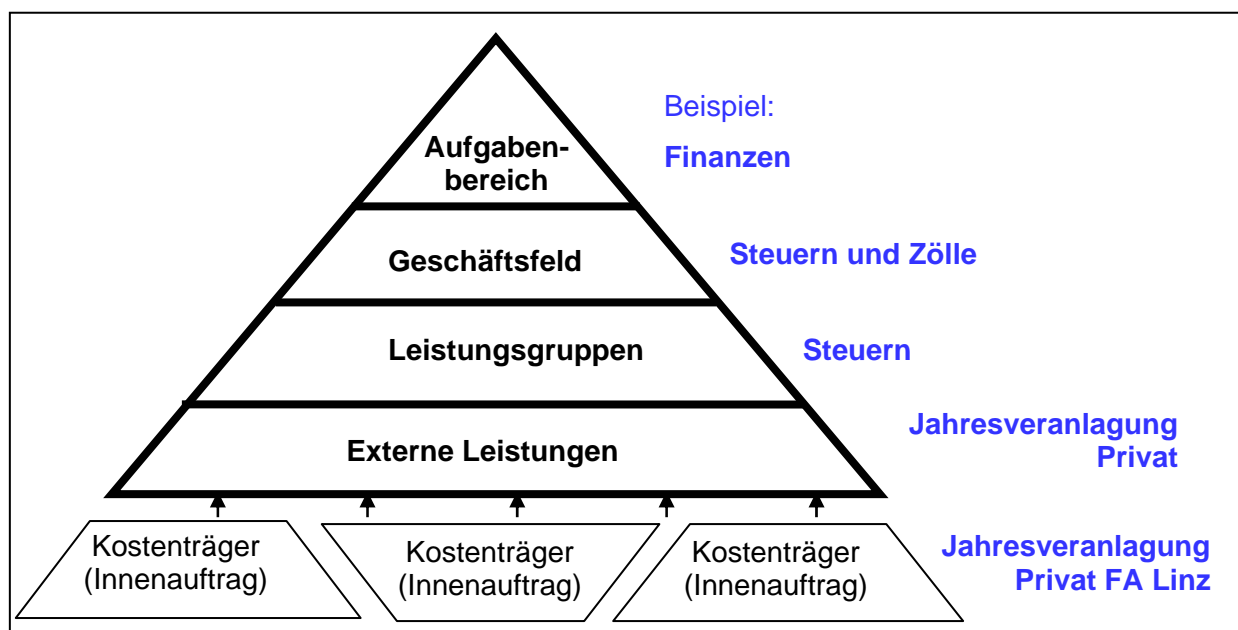 Beispiel:
Aufgaben-
bereich
Finanzen
Geschäftsfeld
Steuern und Zölle
Leistungsgruppen
Steuern
Externe Leistungen
Jahresveranlagung
Privat
Kostenträger
(Innenauftrag)
Kostenträger
(Innenauftrag)
Kostenträger
(Innenauftrag)
Jahresveranlagung
Privat FA Linz